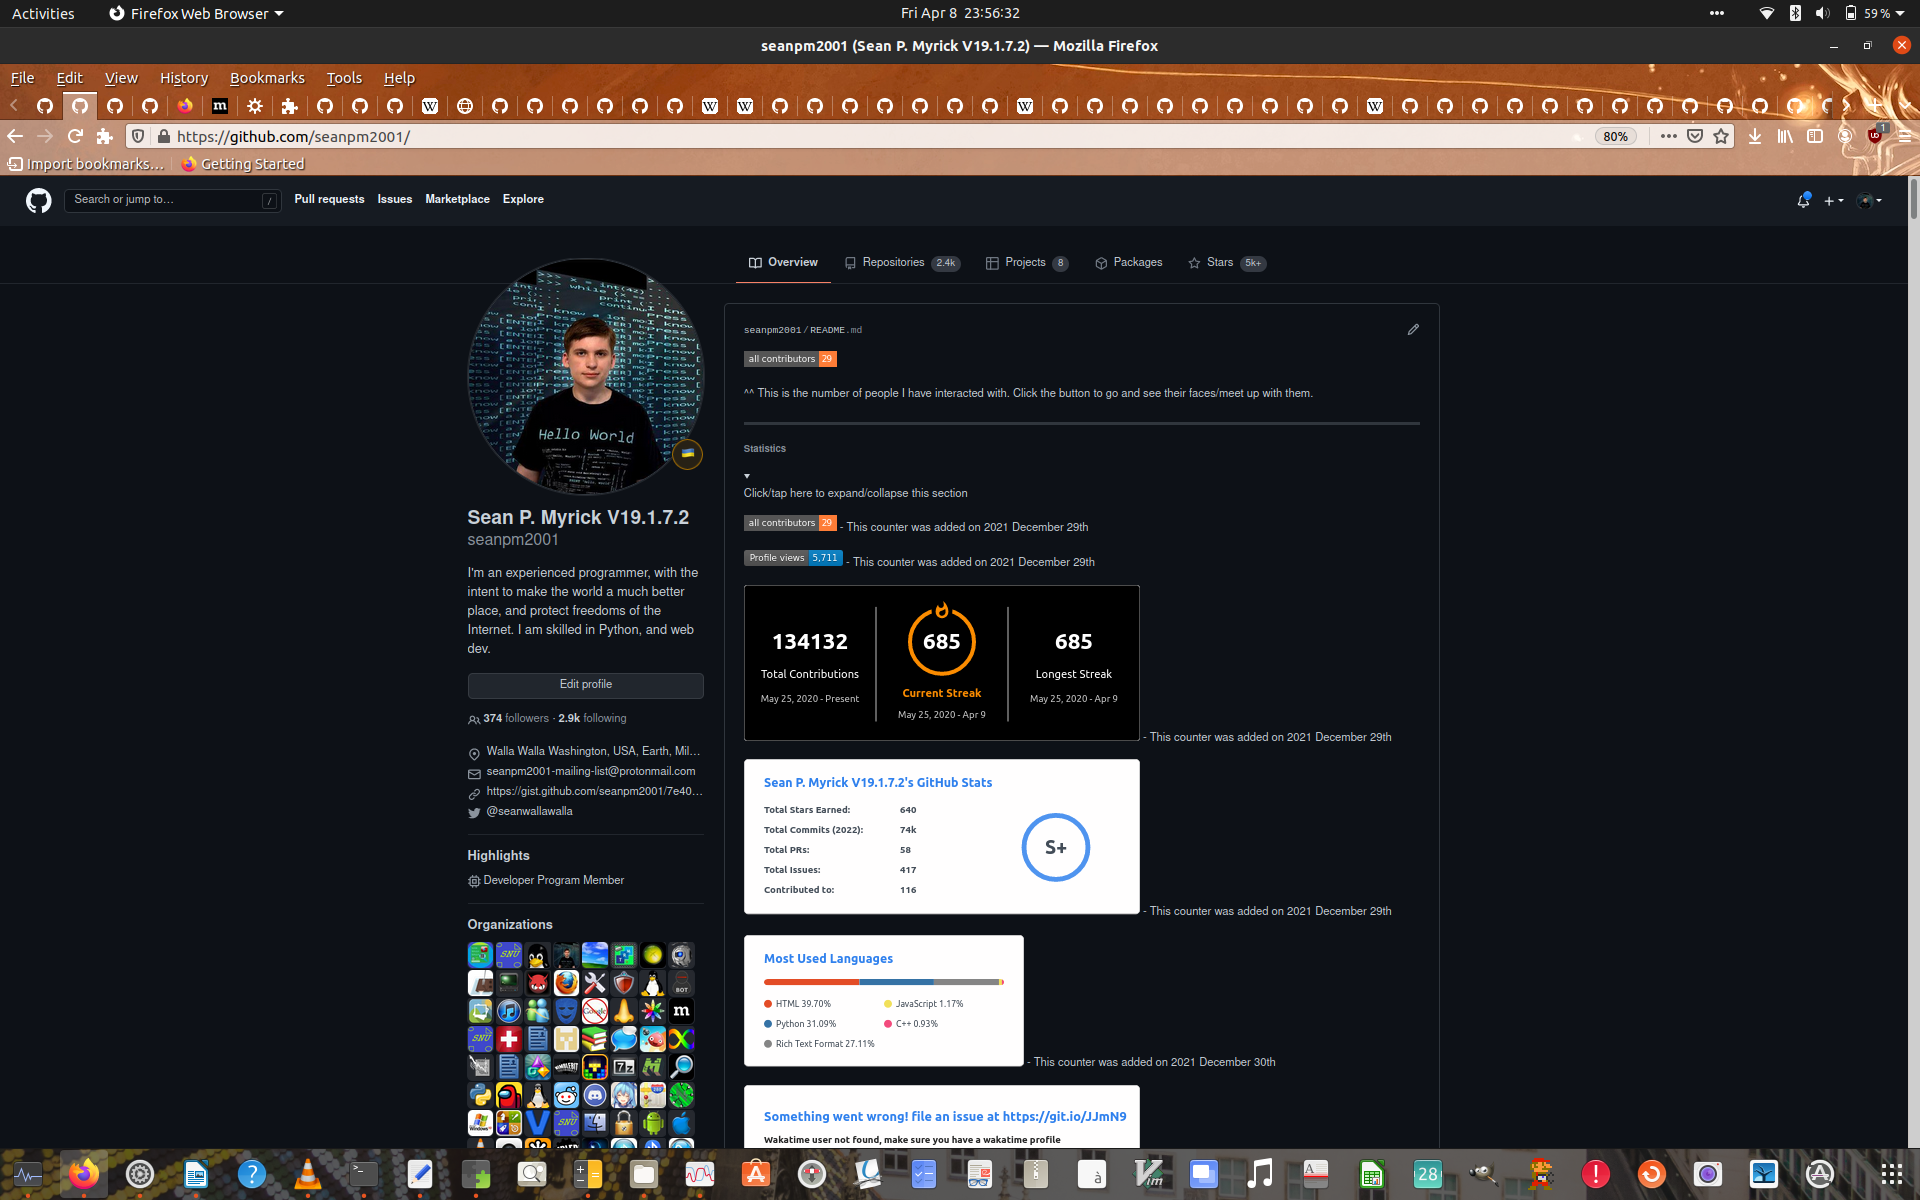 Activities
Firefox Web Browser
Fri Apr 8 23:56:32
59 %
seanpm2001 (Sean P. Myrick V19.1.7.2) — Mozilla Firefox
File Edit View History Bookmarks Tools Help
https://github.com/seanpm2001/
80%
1
Import bookmarks...
Getting Started
Search or jump to...
/
Pull requests Issues Marketplace Explore
Overview
Repositories 2.4k
Projects 8
Packages
Stars 5k+
Hello World
Sean P. Myrick V19.1.7.2
seanpm2001
I'm an experienced programmer, with the
intent to make the world a much better
place, and protect freedoms of the
Internet. I am skilled in Python, and web
dev.
Edit profile
374 followers · 2.9k following
Walla Walla Washington, USA, Earth, Mil...
seanpm2001-mailing-list@protonmail.com
https://gist.github.com/seanpm2001/7e40...
@seanwallawalla
Highlights
Developer Program Member
Organizations
seanpm2001/README.md
all contributors 29
^^ This is the number of people I have interacted with. Click the button to go and see their faces/meet up with them.
Statistics
Click/tap here to expand/collapse this section
all contributors 29 - This counter was added on 2021 December 29th
Profile views 5,711 - This counter was added on 2021 December 29th
134132
Total Contributions
May 25, 2020 - Present
685
Current Streak
May 25, 2020 - Apr 9
685
Longest Streak
May 25, 2020 - Apr 9
- This counter was added on 2021 December 29th
Sean P. Myrick V19.1.7.2's GitHub Stats
Total Stars Earned: 640
Total Commits (2022): 74k
Total PRs: 58
Total Issues: 417
Contributed to: 116
S+
- This counter was added on 2021 December 29th
Most Used Languages
HTML 39.70%
JavaScript 1.17%
Python 31.09%
C++ 0.93%
Rich Text Format 27.11%
- This counter was added on 2021 December 30th
Something went wrong! file an issue at https://git.io/JJmN9
Wakatime user not found, make sure you have a wakatime profile
28